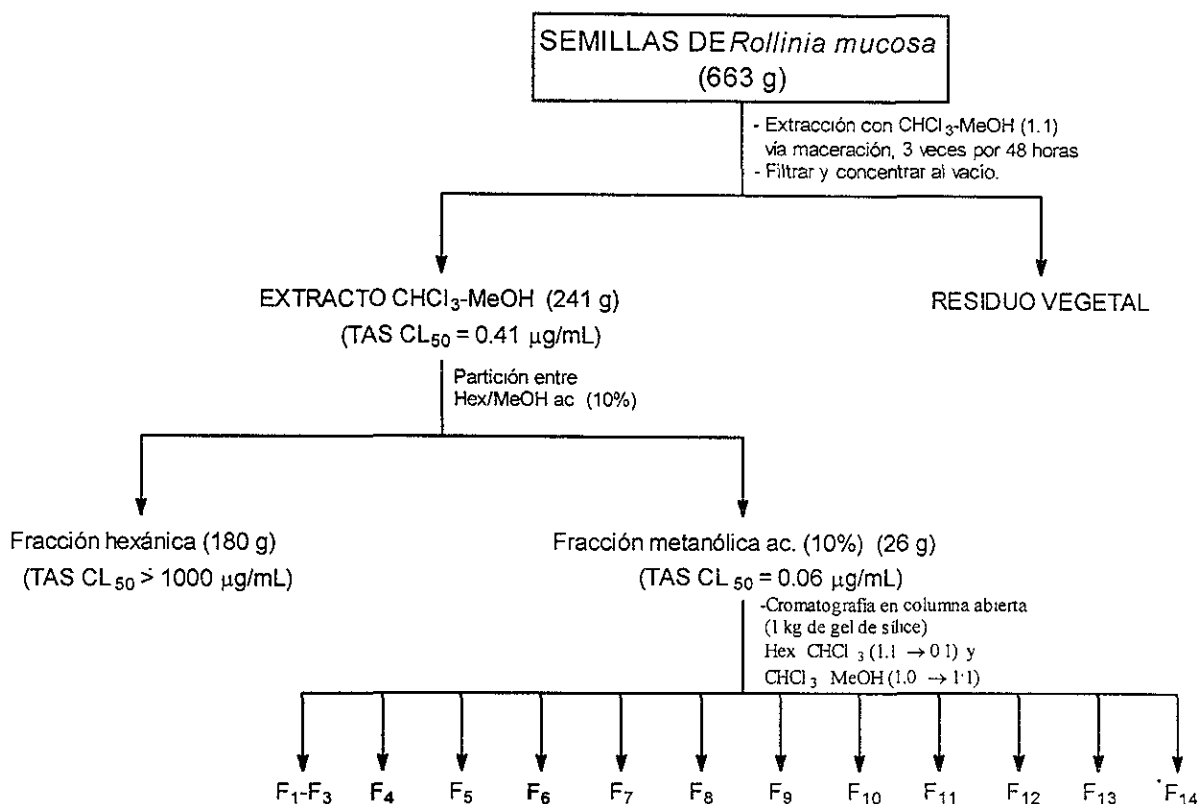 SEMILLAS DE Rollinia mucosa
(663 g)
- Extracción con CHCl₃-MeOH (1.1)
vía maceración, 3 veces por 48 horas
- Filtrar y concentrar al vacío.
EXTRACTO CHCl₃-MeOH (241 g)
(TAS CL₅₀ = 0.41 µg/mL)
RESIDUO VEGETAL
Partición entre
Hex/MeOH ac (10%)
Fracción hexánica (180 g)
(TAS CL₅₀ > 1000 µg/mL)
Fracción metanólica ac. (10%) (26 g)
(TAS CL₅₀ = 0.06 µg/mL)
-Cromatografía en columna abierta
(1 kg de gel de sílice)
Hex CHCl₃ (1.1 → 0 1) y
CHCl₃ MeOH (1.0 → 1·1)
F₁-F₃ F₄ F₅ F₆ F₇ F₈ F₉ F₁₀ F₁₁ F₁₂ F₁₃ F₁₄